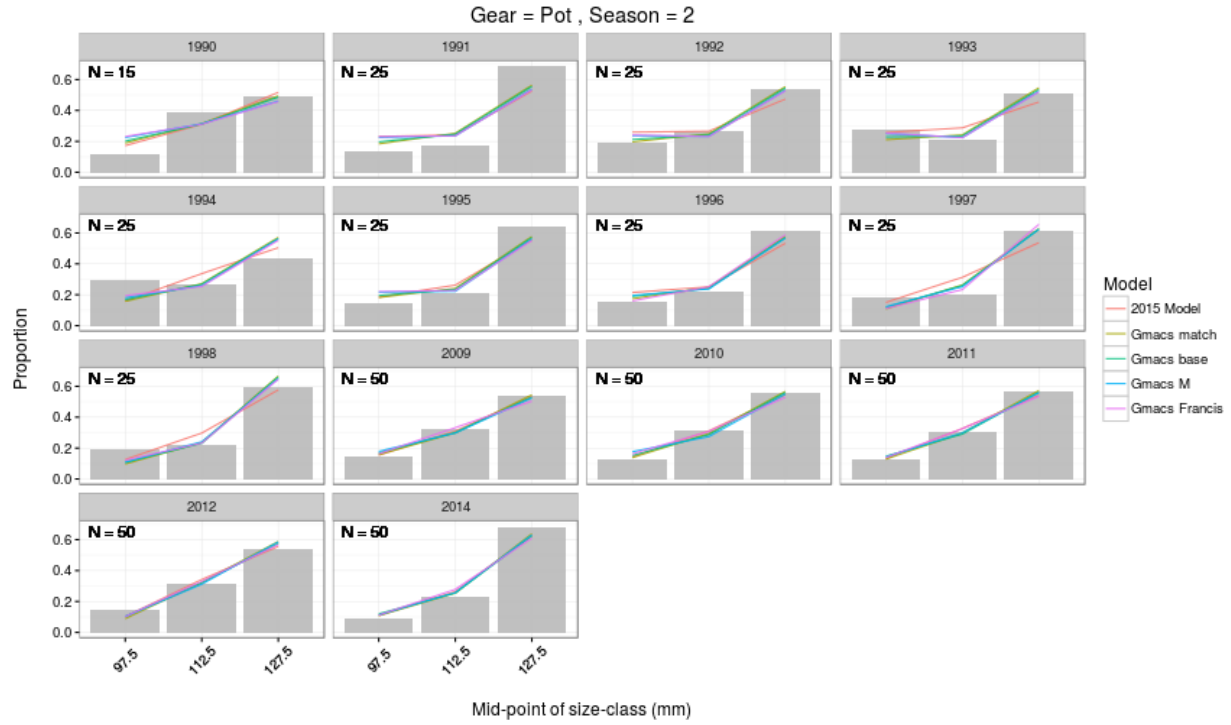 Gear = Pot , Season = 2
1990 1991 1992 1993
N = 15 N = 25 N = 25 N = 25
0.6
0.4
0.2
0.0
1994 1995 1996 1997
N = 25 N = 25 N = 25 N = 25
0.6
0.4
0.2
0.0
1998 2009 2010 2011
N = 25 N = 50 N = 50 N = 50
0.6
0.4
0.2
0.0
2012 2014
N = 50 N = 50
0.6
0.4
0.2
0.0
97.5 112.5 127.5 97.5 112.5 127.5
Proportion
Mid-point of size-class (mm)
Model
2015 Model
Gmacs match
Gmacs base
Gmacs M
Gmacs Francis